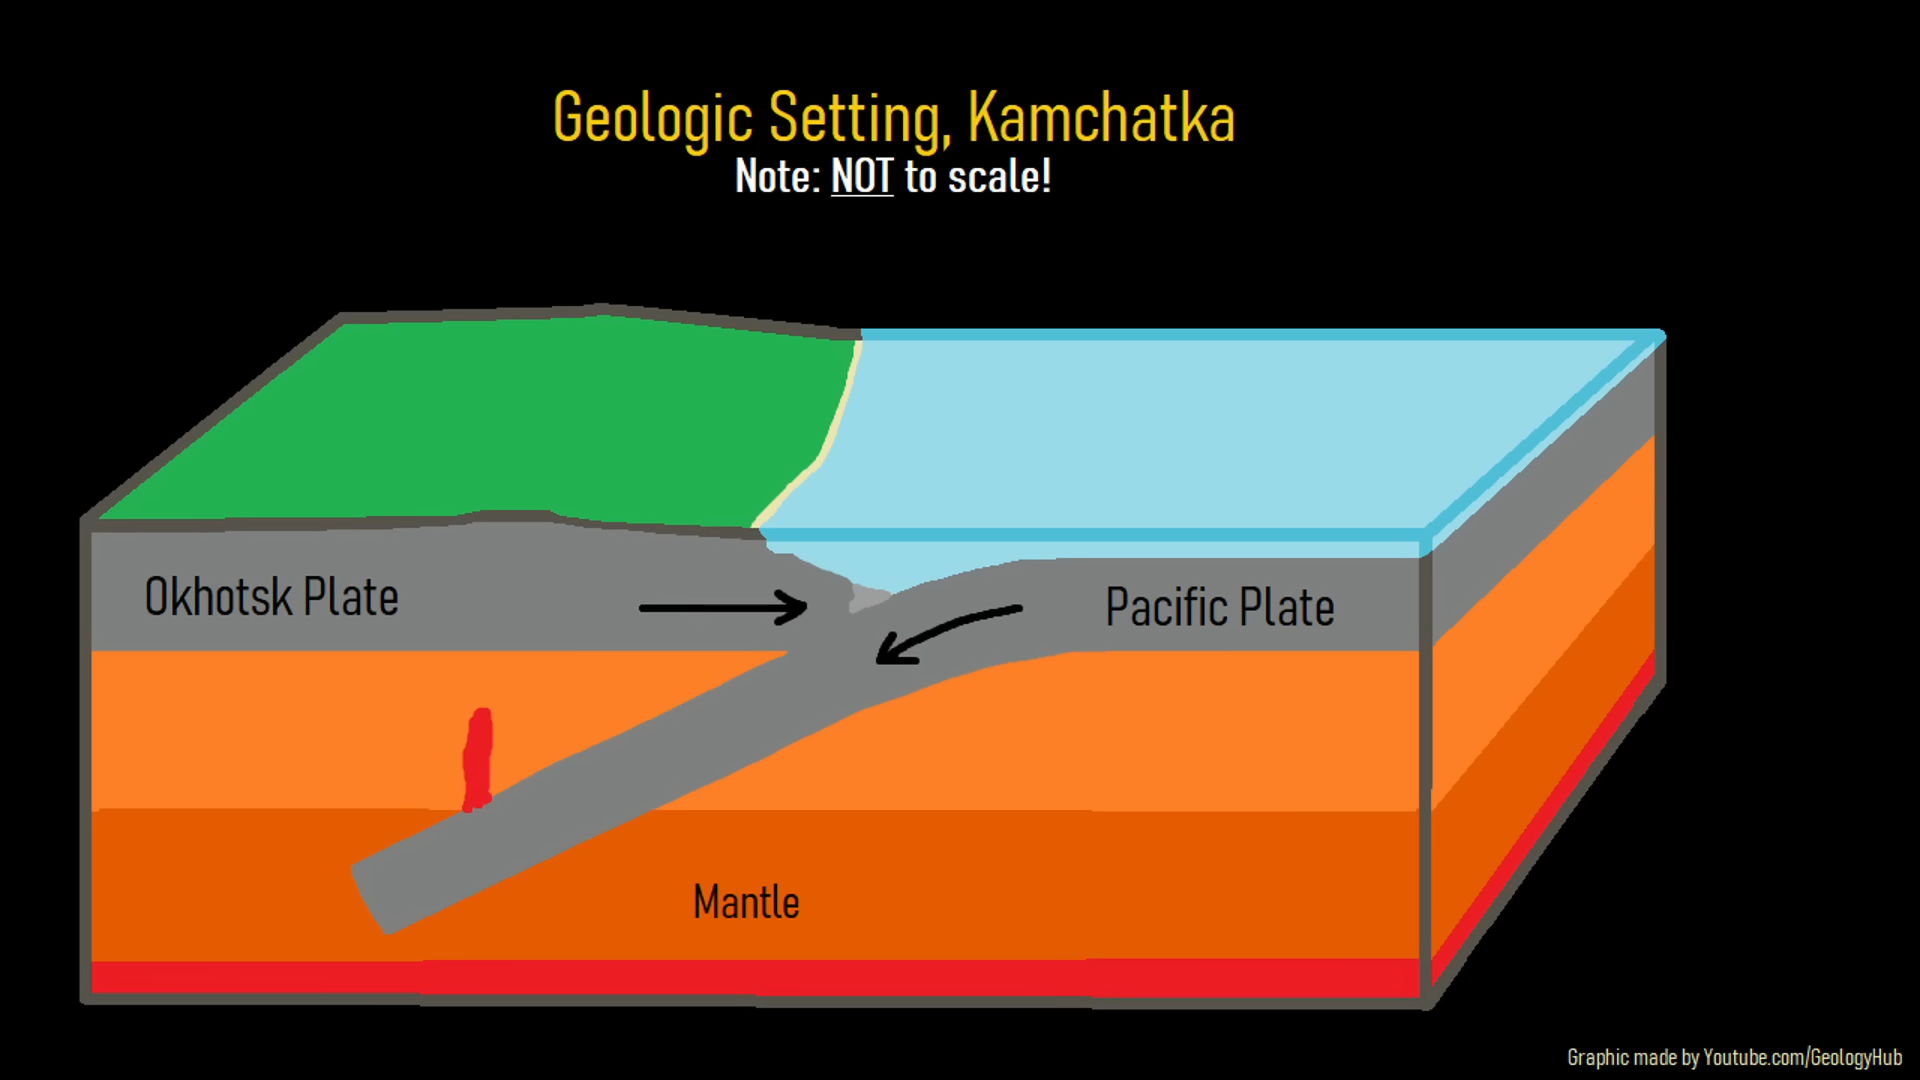 Geologic Setting, Kamchatka
Note: NOT to scale!
Okhotsk Plate
Pacific Plate
Mantle
Graphic made by Youtube.com/GeologyHub